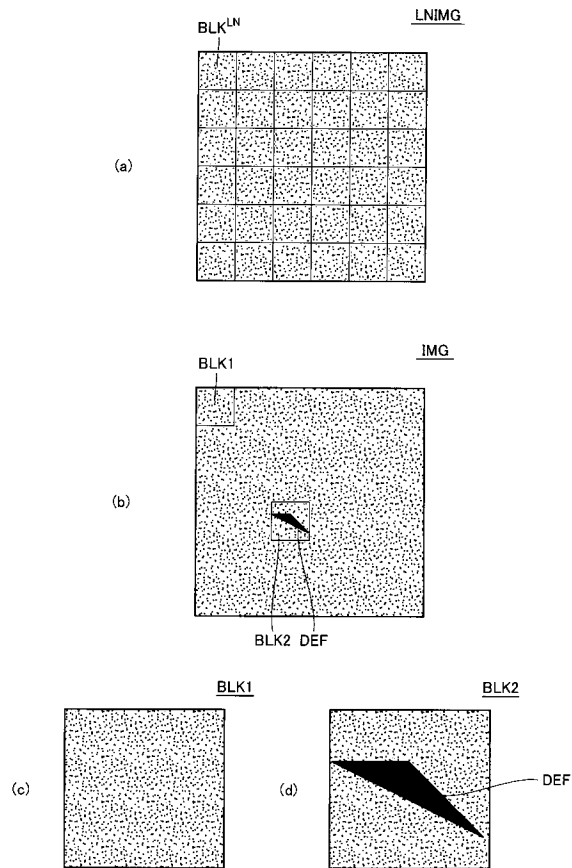 LNIMG
BLK^LN
(a)
IMG
BLK1
(b)
BLK2 DEF
BLK1
BLK2
(c)
(d)
DEF